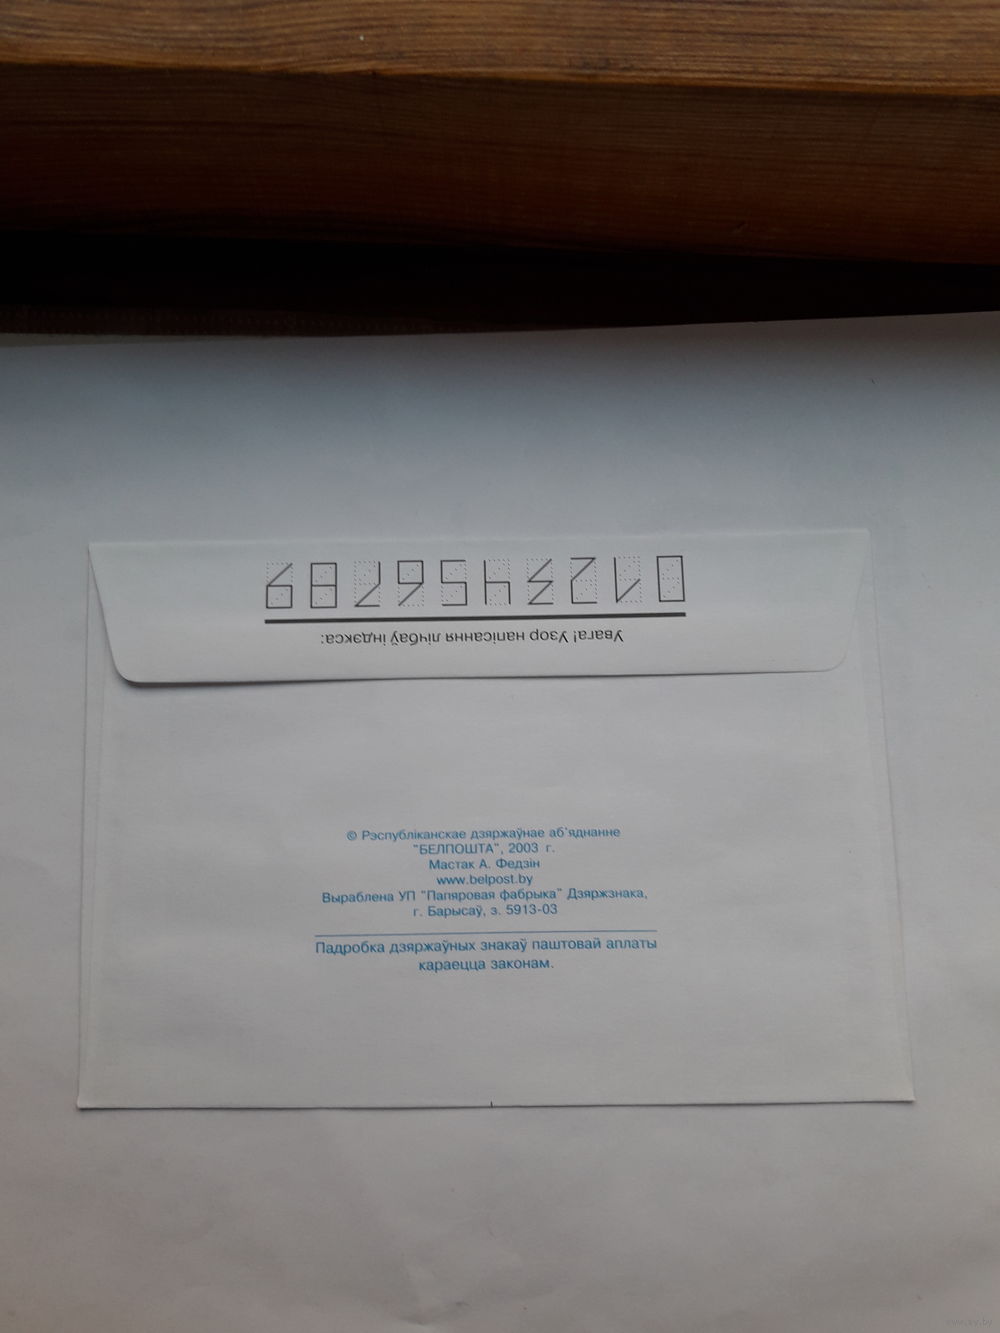 0123456789
Увага! Узор напісання лічбаў індэкса:
© Рэспубліканскае дзяржаўнае аб'яднанне
"БЕЛПОШТА", 2003 г.
Мастак А. Федзін
www.belpost.by
Выраблена УП "Папяровая фабрыка" Дзяржзнака,
г. Барысаў, з. 5913-03
Падробка дзяржаўных знакаў паштовай аплаты
караецца законам.